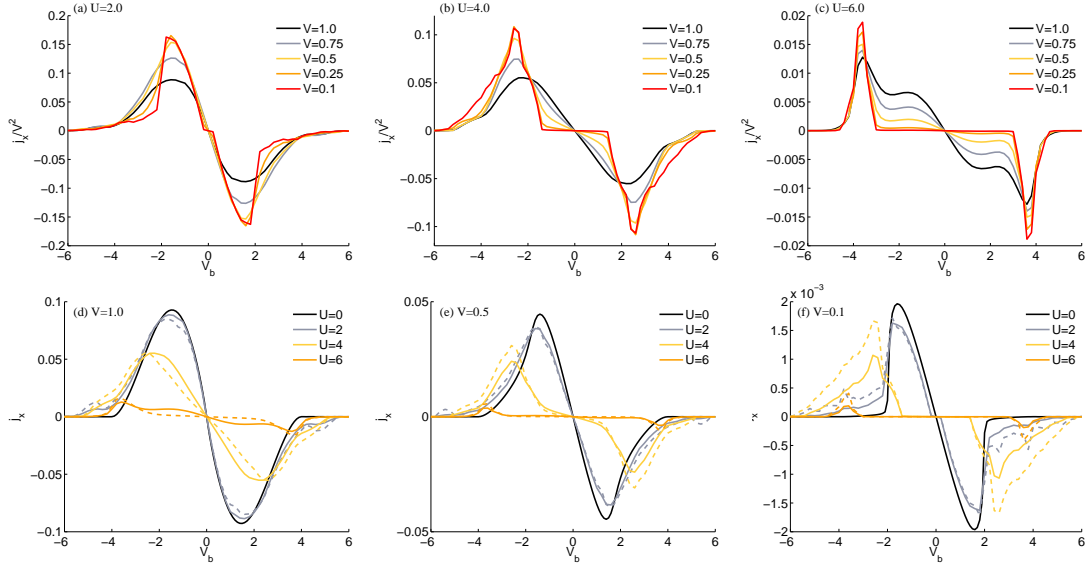 (a) U=2.0
V=1.0
V=0.75
V=0.5
V=0.25
V=0.1
0.2
0.15
0.1
0.05
0
−0.05
−0.1
−0.15
−0.2
−6 −4 −2 0 2 4 6
j_x/V^2
V_b
(b) U=4.0
V=1.0
V=0.75
V=0.5
V=0.25
V=0.1
0.1
0.05
0
−0.05
−0.1
−6 −4 −2 0 2 4 6
j_x/V^2
V_b
(c) U=6.0
V=1.0
V=0.75
V=0.5
V=0.25
V=0.1
0.02
0.015
0.01
0.005
0
−0.005
−0.01
−0.015
−0.02
−6 −4 −2 0 2 4 6
j_x/V^2
V_b
(d) V=1.0
U=0
U=2
U=4
U=6
0.1
0.05
0
−0.05
−0.1
−6 −4 −2 0 2 4 6
j_x
V_b
(e) V=0.5
U=0
U=2
U=4
U=6
0.05
0
−0.05
−6 −4 −2 0 2 4 6
j_x
V_b
x 10^−3
(f) V=0.1
U=0
U=2
U=4
U=6
2
1.5
1
0.5
0
−0.5
−1
−1.5
−2
−6 −4 −2 0 2 4 6
x
V_b